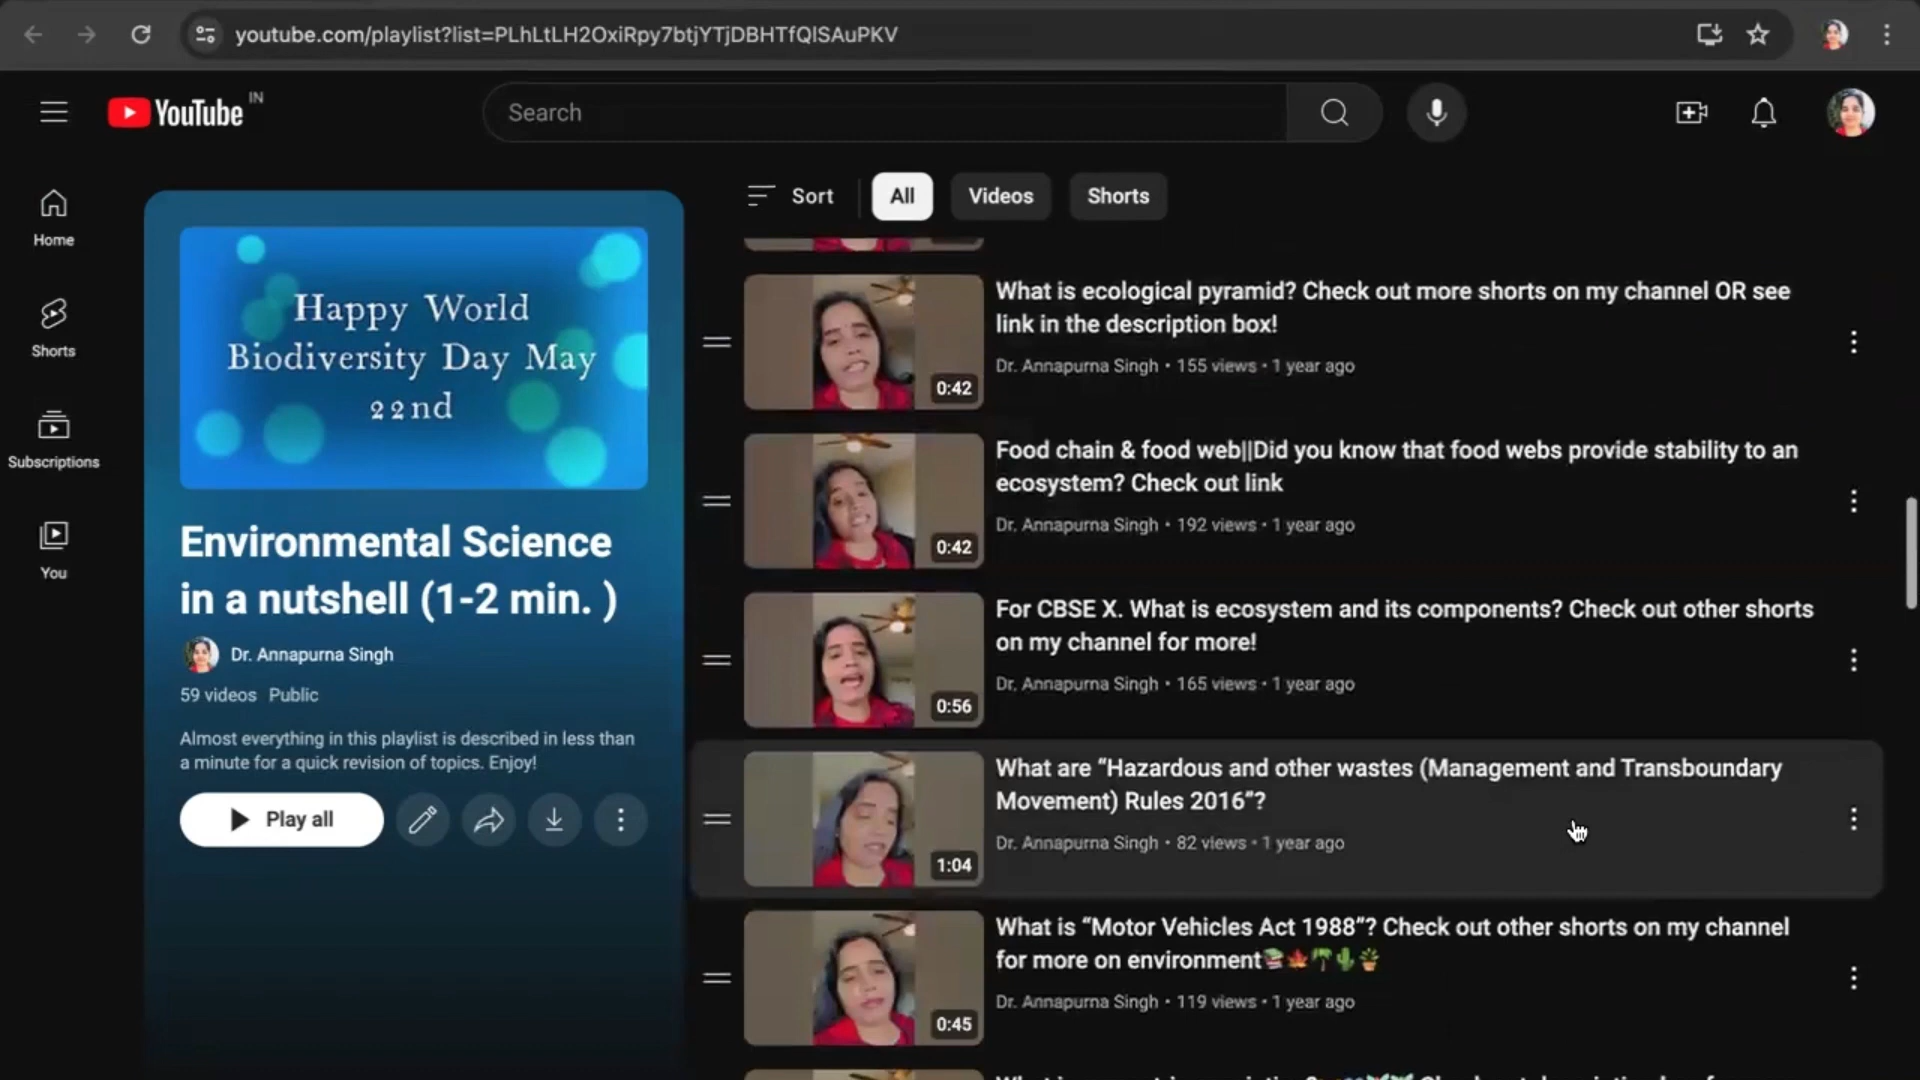 youtube.com/playlist?list=PLhLtLH2OxiRpy7btjYTjDBHTfQlSAuPKV
YouTube IN
Search
Sort
All
Videos
Shorts
Home
Shorts
Subscriptions
You
Happy World
Biodiversity Day May
22nd
Environmental Science
in a nutshell (1-2 min. )
Dr. Annapurna Singh
59 videos Public
Almost everything in this playlist is described in less than
a minute for a quick revision of topics. Enjoy!
Play all
What is ecological pyramid? Check out more shorts on my channel OR see
link in the description box!
Dr. Annapurna Singh • 155 views • 1 year ago
0:42
Food chain & food web||Did you know that food webs provide stability to an
ecosystem? Check out link
Dr. Annapurna Singh • 192 views • 1 year ago
0:42
For CBSE X. What is ecosystem and its components? Check out other shorts
on my channel for more!
Dr. Annapurna Singh • 165 views • 1 year ago
0:56
What are “Hazardous and other wastes (Management and Transboundary
Movement) Rules 2016”?
Dr. Annapurna Singh • 82 views • 1 year ago
1:04
What is “Motor Vehicles Act 1988”? Check out other shorts on my channel
for more on environment📚🍁🌴🌵🪴
Dr. Annapurna Singh • 119 views • 1 year ago
0:45